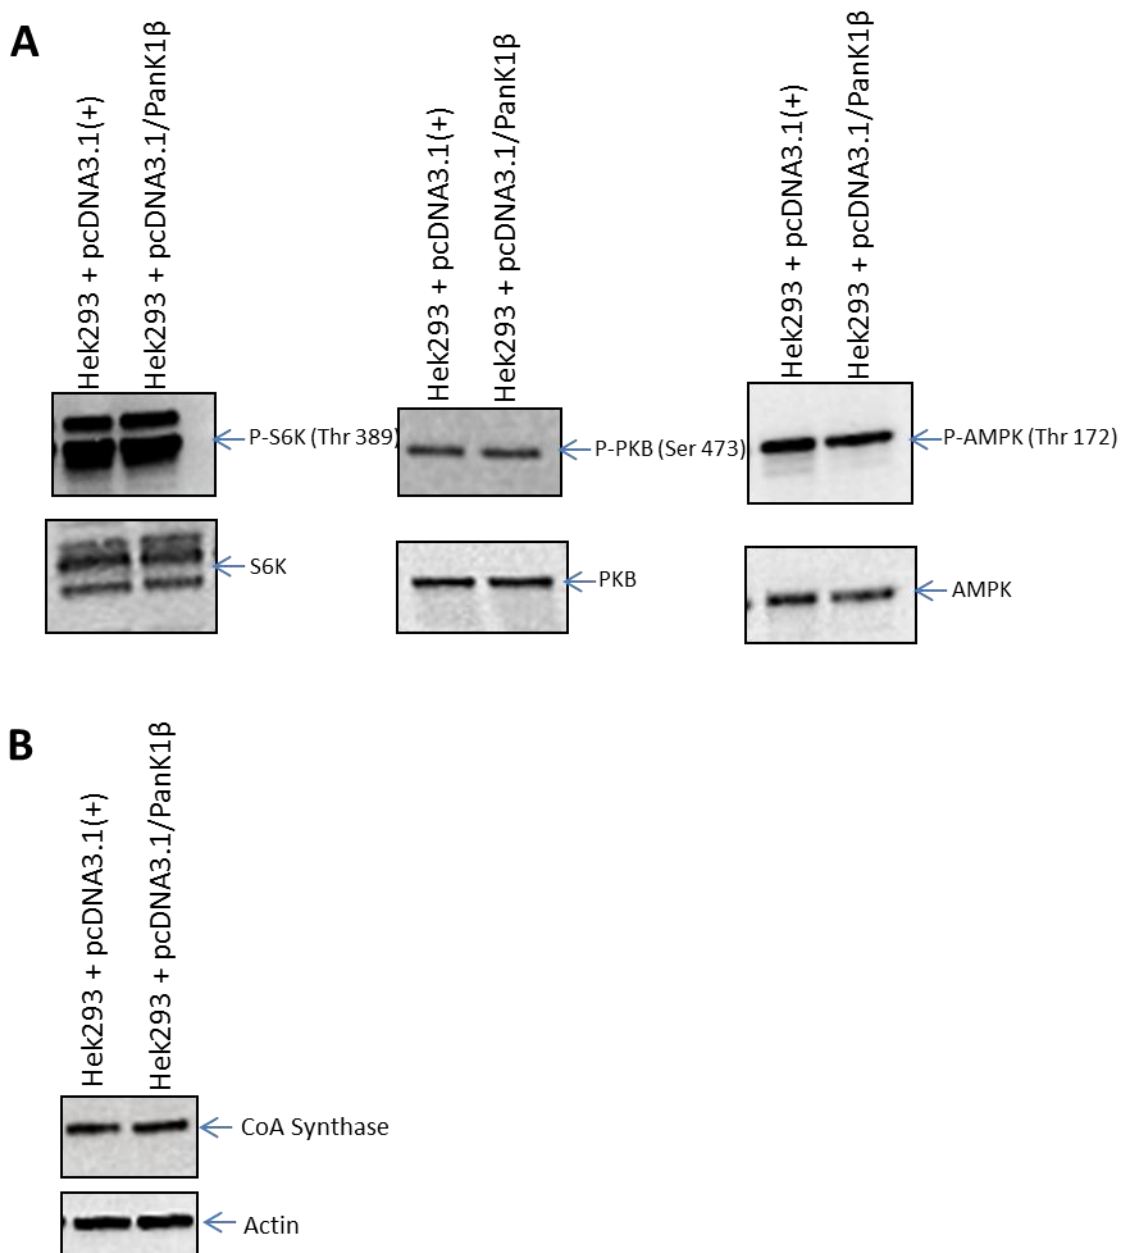 A
Hek293 + pcDNA3.1(+)
Hek293 + pcDNA3.1/PanK1β
Hek293 + pcDNA3.1(+)
Hek293 + pcDNA3.1/PanK1β
Hek293 + pcDNA3.1(+)
Hek293 + pcDNA3.1/PanK1β
P-S6K (Thr 389)
P-PKB (Ser 473)
P-AMPK (Thr 172)
S6K
PKB
AMPK
B
Hek293 + pcDNA3.1(+)
Hek293 + pcDNA3.1/PanK1β
CoA Synthase
Actin